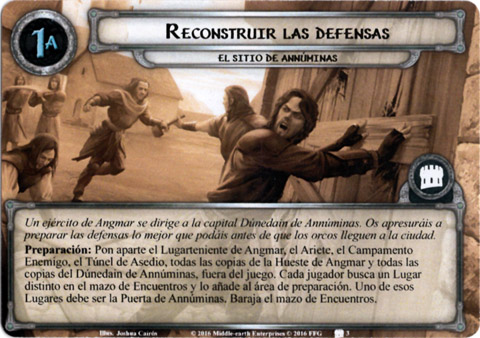 1A
RECONSTRUIR LAS DEFENSAS
EL SITIO DE ANNÚMINAS
Un ejército de Angmar se dirige a la capital Dúnedain de Annúminas. Os apresuráis a
preparar las defensas lo mejor que podáis antes de que los orcos lleguen a la ciudad.
Preparación: Pon aparte el Lugarteniente de Angmar, el Ariete, el Campamento
Enemigo, el Túnel de Asedio, todas las copias de la Hueste de Angmar y todas las
copias del Dúnedain de Annúminas, fuera del juego. Cada jugador busca un Lugar
distinto en el mazo de Encuentros y lo añade al área de preparación. Uno de esos
Lugares debe ser la Puerta de Annúminas. Baraja el mazo de Encuentros.
Illus. Joshua Cairós © 2016 Middle-earth Enterprises © 2016 FFG 3